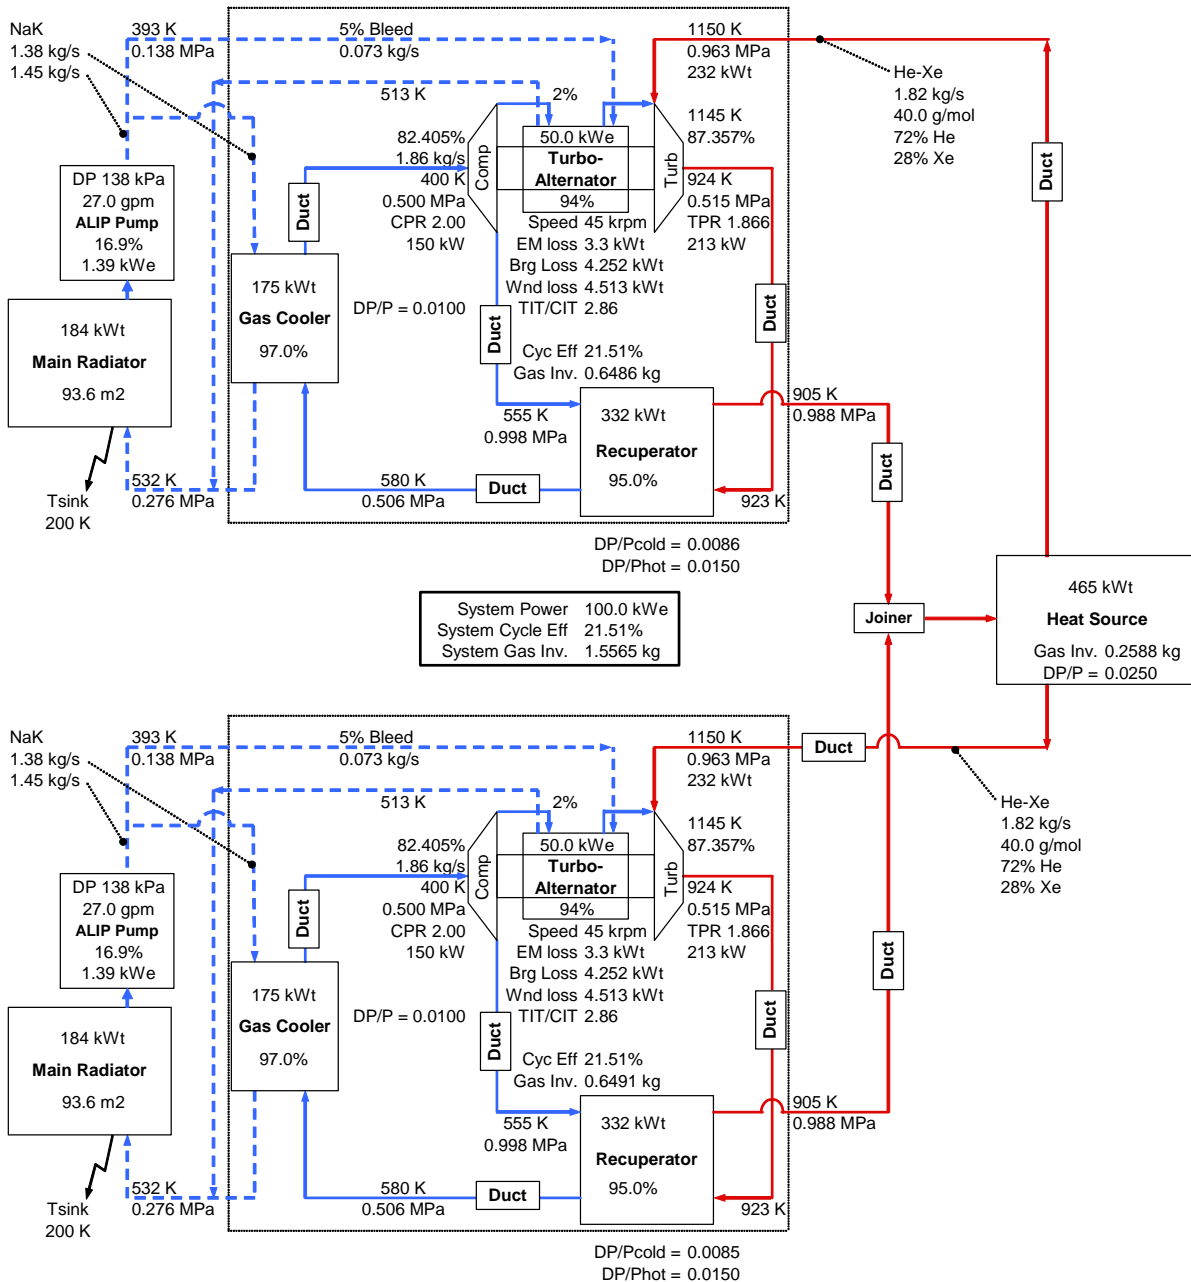 NaK
1.38 kg/s
1.45 kg/s
393 K
0.138 MPa
5% Bleed
0.073 kg/s
1150 K
0.963 MPa
232 kWt
He-Xe
1.82 kg/s
40.0 g/mol
72% He
28% Xe
513 K
2%
1145 K
87.357%
82.405%
1.86 kg/s
400 K
0.500 MPa
CPR 2.00
150 kW
Comp
50.0 kWe
Turbo-
Alternator
94%
Turb
924 K
0.515 MPa
TPR 1.866
213 kW
Speed 45 krpm
EM loss 3.3 kWt
Brg Loss 4.252 kWt
Wnd loss 4.513 kWt
TIT/CIT 2.86
Duct
Duct
Duct
Duct
DP 138 kPa
27.0 gpm
ALIP Pump
16.9%
1.39 kWe
184 kWt
Main Radiator
93.6 m2
175 kWt
Gas Cooler
97.0%
DP/P = 0.0100
Cyc Eff 21.51%
Gas Inv. 0.6486 kg
555 K
0.998 MPa
332 kWt
Recuperator
95.0%
905 K
0.988 MPa
Duct
532 K
0.276 MPa
Tsink
200 K
580 K
0.506 MPa
Duct
923 K
DP/Pcold = 0.0086
DP/Phot = 0.0150
System Power 100.0 kWe
System Cycle Eff 21.51%
System Gas Inv. 1.5565 kg
Joiner
465 kWt
Heat Source
Gas Inv. 0.2588 kg
DP/P = 0.0250
NaK
1.38 kg/s
1.45 kg/s
393 K
0.138 MPa
5% Bleed
0.073 kg/s
1150 K
0.963 MPa
232 kWt
Duct
He-Xe
1.82 kg/s
40.0 g/mol
72% He
28% Xe
513 K
2%
1145 K
87.357%
82.405%
1.86 kg/s
400 K
0.500 MPa
CPR 2.00
150 kW
Comp
50.0 kWe
Turbo-
Alternator
94%
Turb
924 K
0.515 MPa
TPR 1.866
213 kW
Speed 45 krpm
EM loss 3.3 kWt
Brg Loss 4.252 kWt
Wnd loss 4.513 kWt
TIT/CIT 2.86
Duct
Duct
Duct
Duct
DP 138 kPa
27.0 gpm
ALIP Pump
16.9%
1.39 kWe
184 kWt
Main Radiator
93.6 m2
175 kWt
Gas Cooler
97.0%
DP/P = 0.0100
Cyc Eff 21.51%
Gas Inv. 0.6491 kg
555 K
0.998 MPa
332 kWt
Recuperator
95.0%
905 K
0.988 MPa
532 K
0.276 MPa
Tsink
200 K
580 K
0.506 MPa
Duct
923 K
DP/Pcold = 0.0085
DP/Phot = 0.0150